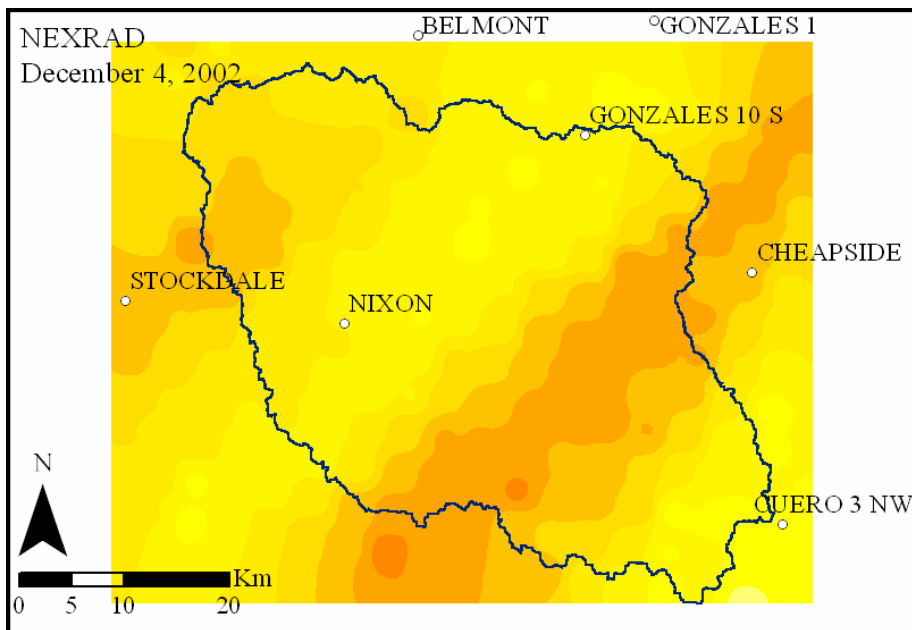 NEXRAD
December 4, 2002
BELMONT
GONZALES 1
GONZALES 10 S
CHEAPSIDE
STOCKDALE
NIXON
CUERO 3 NW
N
Km
0 5 10 20